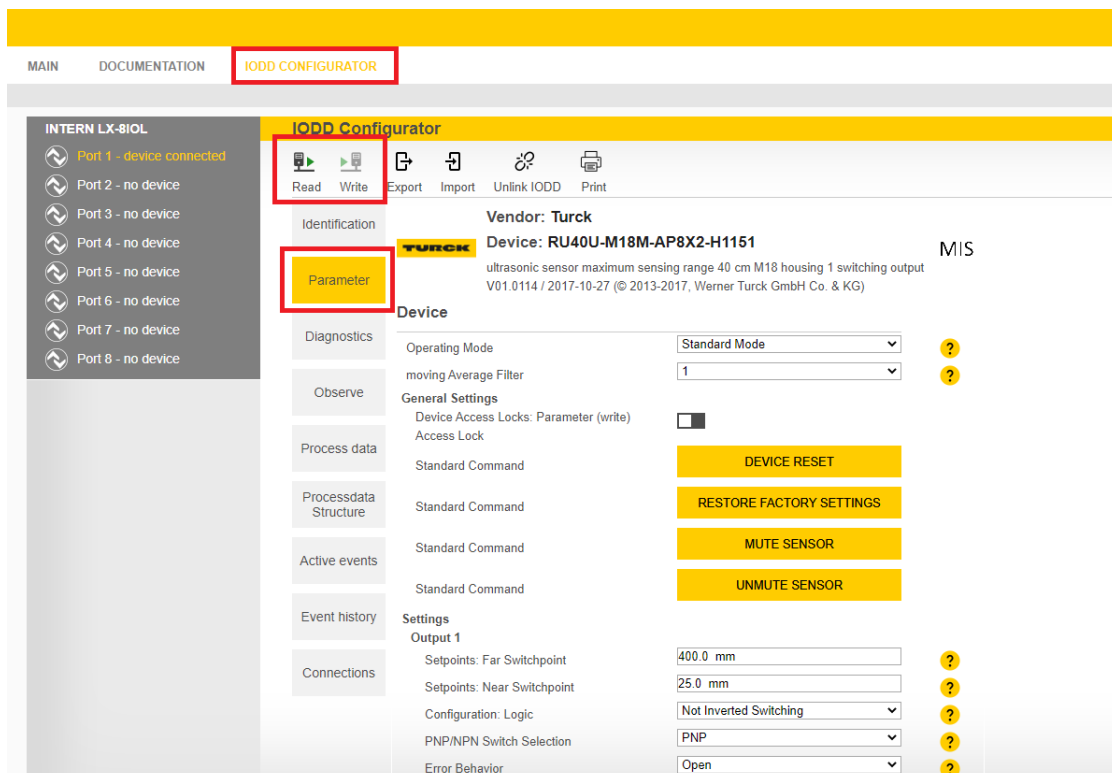 MAIN DOCUMENTATION IODD CONFIGURATOR
INTERN LX-8IOL
Port 1 - device connected
Port 2 - no device
Port 3 - no device
Port 4 - no device
Port 5 - no device
Port 6 - no device
Port 7 - no device
Port 8 - no device
IODD Configurator
Read Write Export Import Unlink IODD Print
Identification
Parameter
Diagnostics
Observe
Process data
Processdata
Structure
Active events
Event history
Connections
TURCK
Vendor: Turck
Device: RU40U-M18M-AP8X2-H1151
ultrasonic sensor maximum sensing range 40 cm M18 housing 1 switching output
V01.0114 / 2017-10-27 (© 2013-2017, Werner Turck GmbH Co. & KG)
MIS
Device
Operating Mode Standard Mode ?
moving Average Filter 1 ?
General Settings
Device Access Locks: Parameter (write)
Access Lock
Standard Command DEVICE RESET
Standard Command RESTORE FACTORY SETTINGS
Standard Command MUTE SENSOR
Standard Command UNMUTE SENSOR
Settings
Output 1
Setpoints: Far Switchpoint 400.0 mm ?
Setpoints: Near Switchpoint 25.0 mm ?
Configuration: Logic Not Inverted Switching ?
PNP/NPN Switch Selection PNP ?
Error Behavior Open ?